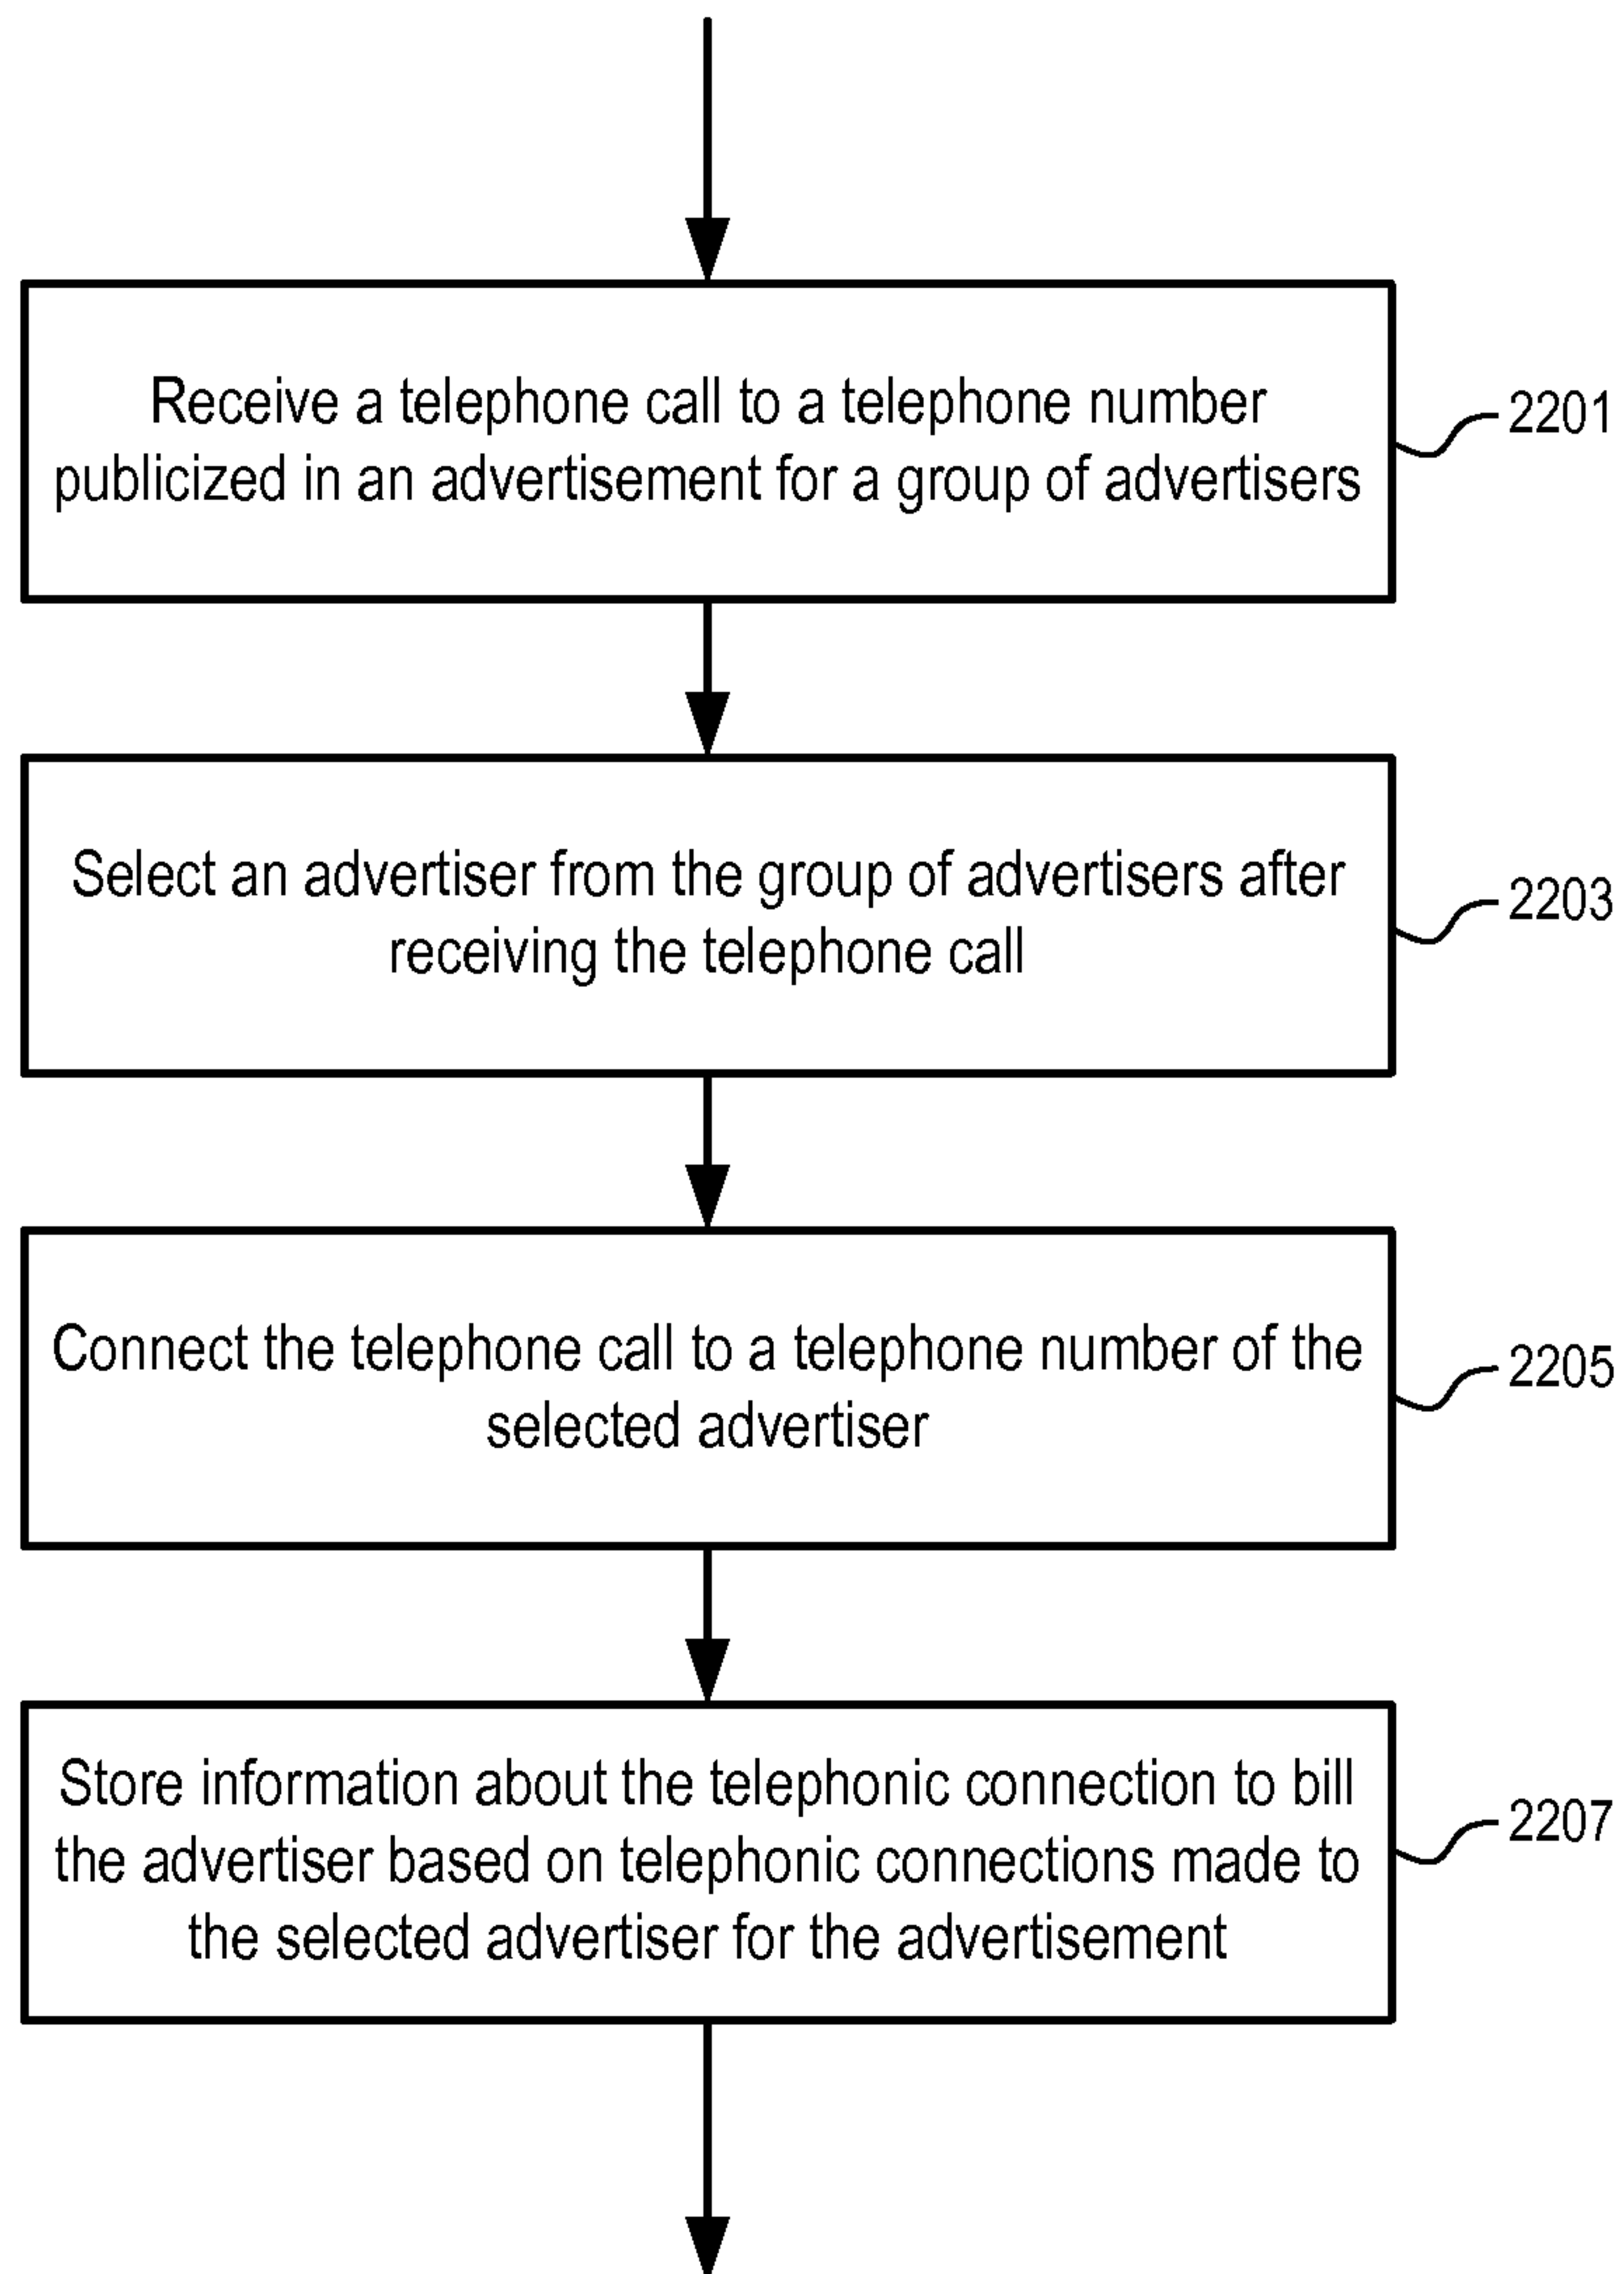 Receive a telephone call to a telephone number
publicized in an advertisement for a group of advertisers
2201
Select an advertiser from the group of advertisers after
receiving the telephone call
2203
Connect the telephone call to a telephone number of the
selected advertiser
2205
Store information about the telephonic connection to bill
the advertiser based on telephonic connections made to
the selected advertiser for the advertisement
2207